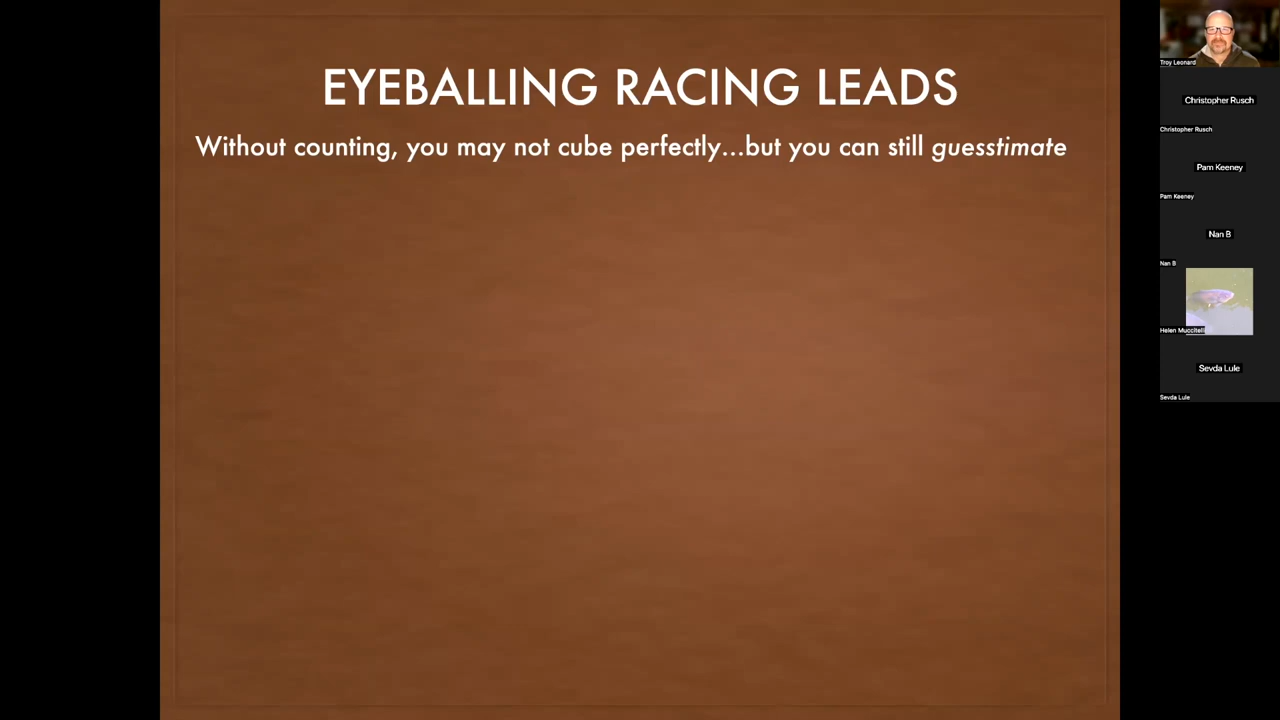 EYEBALLING RACING LEADS
Without counting, you may not cube perfectly...but you can still guesstimate
Troy Leonard
Christopher Rusch
Christopher Rusch
Pam Keeney
Pam Keeney
Nan B
Nan B
Helen Muccitelli
Sevda Lule
Sevda Lule